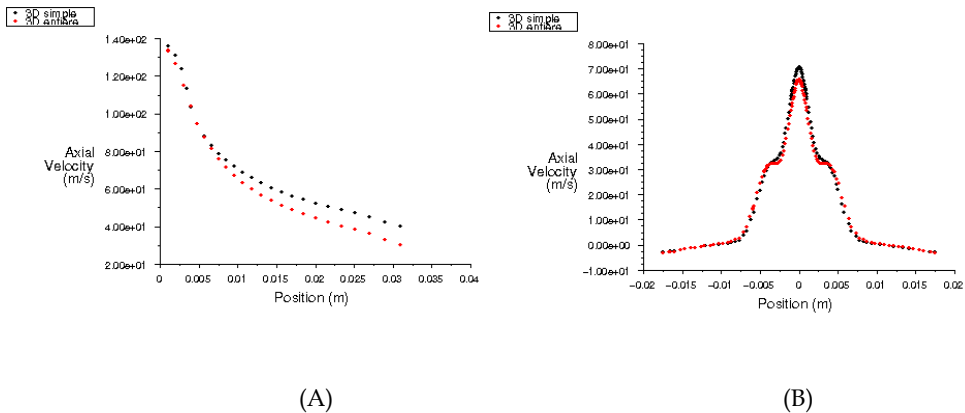 3D simple
3D entière
1.40e+02
1.20e+02
1.00e+02
8.00e+01
6.00e+01
4.00e+01
2.00e+01
Axial
Velocity
(m/s)
0 0.005 0.01 0.015 0.02 0.025 0.03 0.035 0.04
Position (m)
(A)
3D simple
3D entière
8.00e+01
7.00e+01
6.00e+01
5.00e+01
4.00e+01
3.00e+01
2.00e+01
1.00e+01
0.00e+00
-1.00e+01
Axial
Velocity
(m/s)
-0.02 -0.015 -0.01 -0.005 0 0.005 0.01 0.015 0.02
Position (m)
(B)